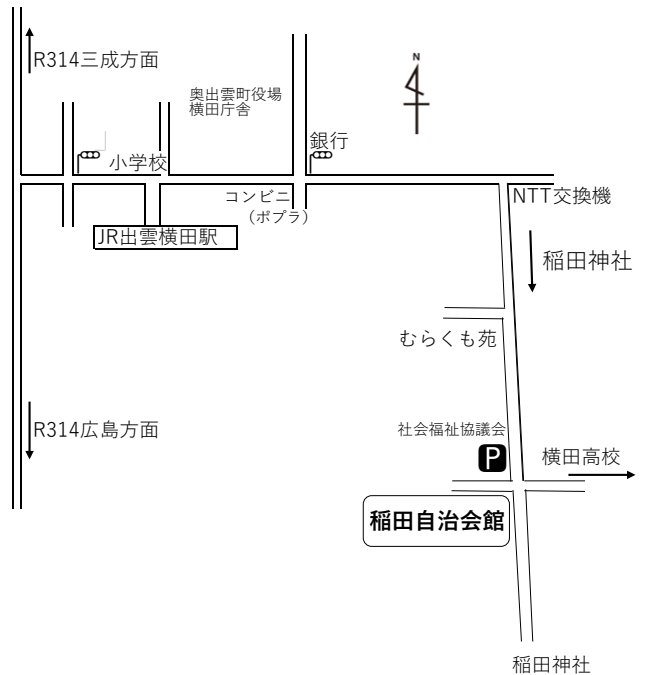 R314三成方面
N
奥出雲町役場
横田庁舎
銀行
小学校
コンビニ
（ポプラ）
NTT交換機
JR出雲横田駅
稲田神社
むらくも苑
R314広島方面
社会福祉協議会
P
横田高校
稲田自治会館
稲田神社